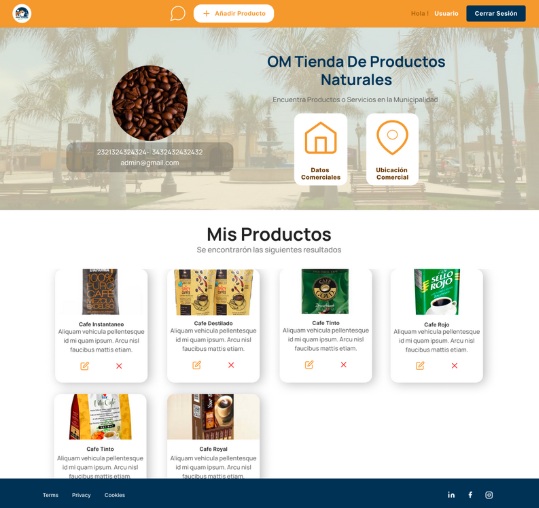 + Añadir Producto
Hola ! Usuario
Cerrar Sesión
OM Tienda De Productos
Naturales
Encuentra Productos o Servicios en la Municipalidad
2321324324324 - 3432432432432
admin@gmail.com
Datos
Comerciales
Ubicación
Comercial
Mis Productos
Se encontrarón las siguientes resultados
SELLO
ROJO
Cafe Instantaneo
Aliquam vehicula pellentesque
id mi quam ipsum. Arcu nisl
faucibus mattis etiam.
Cafe Destilado
Aliquam vehicula pellentesque
id mi quam ipsum. Arcu nisl
faucibus mattis etiam.
Cafe Tinto
Aliquam vehicula pellentesque
id mi quam ipsum. Arcu nisl
faucibus mattis etiam.
Cafe Rojo
Aliquam vehicula pellentesque
id mi quam ipsum. Arcu nisl
faucibus mattis etiam.
Cafe Tinto
Aliquam vehicula pellentesque
id mi quam ipsum. Arcu nisl
faucibus mattis etiam.
Cafe Royal
Aliquam vehicula pellentesque
id mi quam ipsum. Arcu nisl
faucibus mattis etiam.
Terms Privacy Cookies